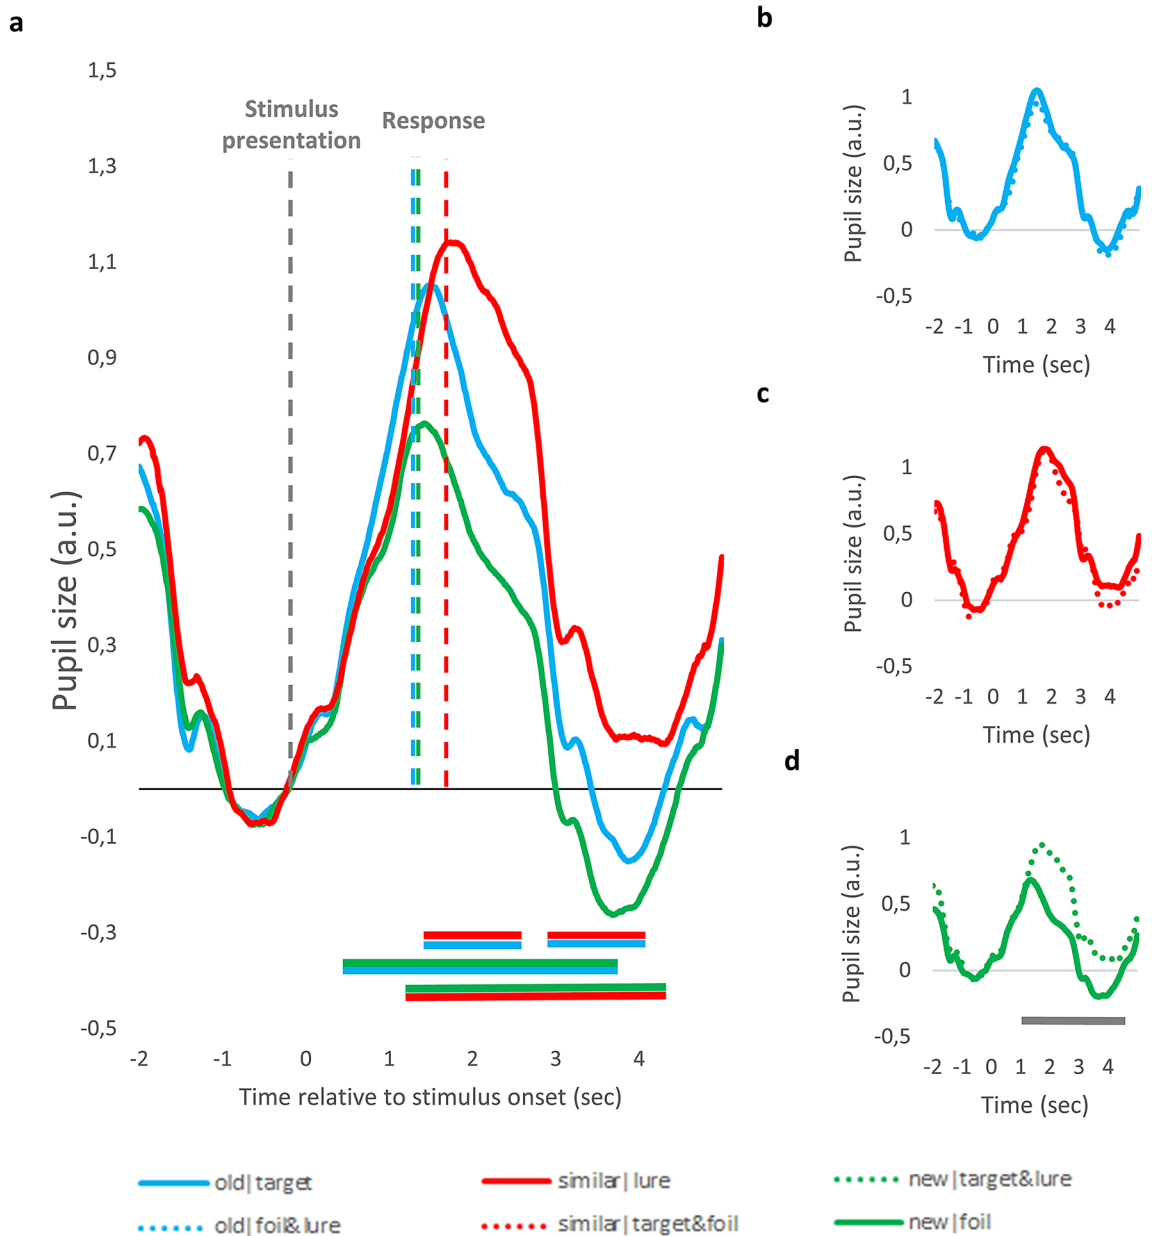 a
1,5
1,3
1,1
0,9
0,7
0,5
0,3
0,1
-0,1
-0,3
-0,5
Pupil size (a.u.)
Stimulus
presentation
Response
-2 -1 0 1 2 3 4
Time relative to stimulus onset (sec)
b
1
0,5
0
-0,5
Pupil size (a.u.)
-2 -1 0 1 2 3 4
Time (sec)
c
1
0,5
0
-0,5
Pupil size (a.u.)
-2 -1 0 1 2 3 4
Time (sec)
d
1
0,5
0
-0,5
Pupil size (a.u.)
-2 -1 0 1 2 3 4
Time (sec)
old|target
similar|lure
new|target&lure
old|foil&lure
similar|target&foil
new|foil